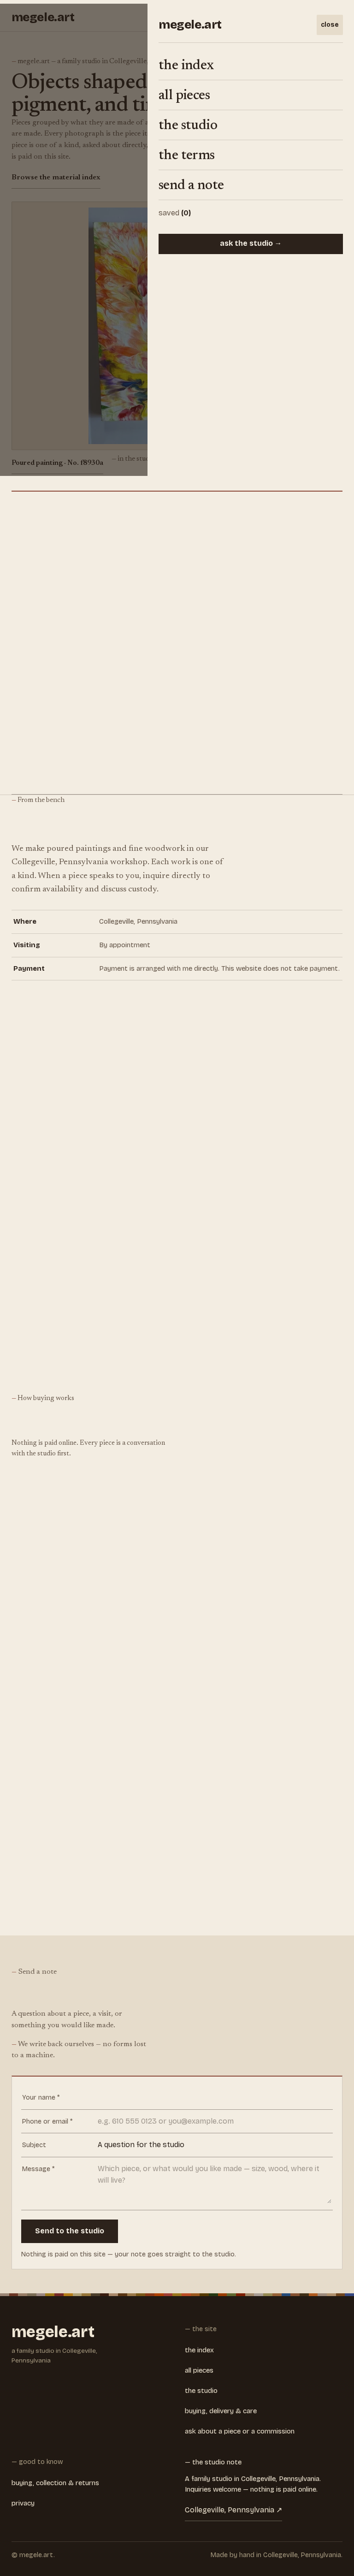 megele.art
— megele.art — a family studio in Collegeville
Objects shaped
pigment, and ti
Pieces grouped by what they are made of
are made. Every photograph is the piece i
piece is one of a kind, asked about directly,
is paid on this site.
Browse the material index
Poured painting · No. f8930a
— in the stu
megele.art
close
the index
all pieces
the studio
the terms
send a note
saved (0)
ask the studio →
— From the bench
We make poured paintings and fine woodwork in our
Collegeville, Pennsylvania workshop. Each work is one of
a kind. When a piece speaks to you, inquire directly to
confirm availability and discuss custody.
Where Collegeville, Pennsylvania
Visiting By appointment
Payment Payment is arranged with me directly. This website does not take payment.
— How buying works
Nothing is paid online. Every piece is a conversation
with the studio first.
— Send a note
A question about a piece, a visit, or
something you would like made.
— We write back ourselves — no forms lost
to a machine.
Your name *
Phone or email * e.g. 610 555 0123 or you@example.com
Subject A question for the studio
Message * Which piece, or what you would like made — size, wood, where it
will live?
Send to the studio
Nothing is paid on this site — your note goes straight to the studio.
megele.art
a family studio in Collegeville,
Pennsylvania
— the site
the index
all pieces
the studio
buying, delivery & care
ask about a piece or a commission
— good to know
buying, collection & returns
privacy
— the studio note
A family studio in Collegeville, Pennsylvania.
Inquiries welcome — nothing is paid online.
Collegeville, Pennsylvania ↗
© megele.art.
Made by hand in Collegeville, Pennsylvania.